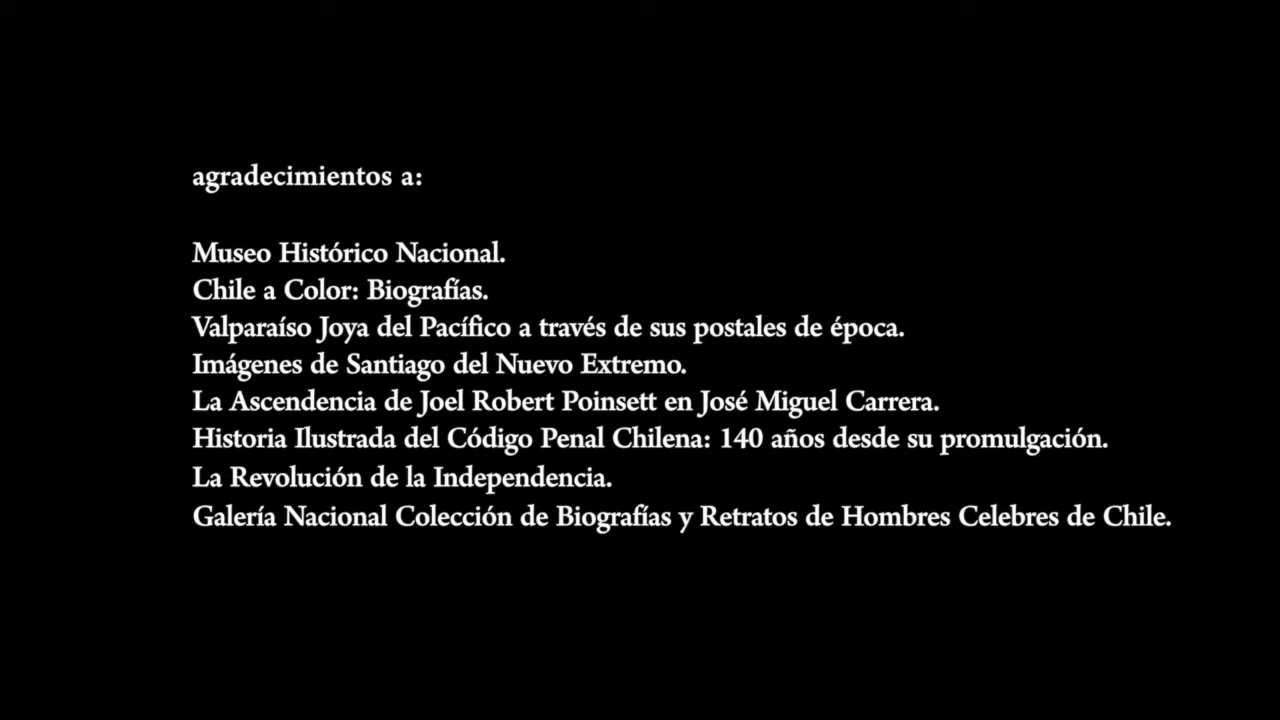 agradecimientos a:
Museo Histórico Nacional.
Chile a Color: Biografías.
Valparaíso Joya del Pacífico a través de sus postales de época.
Imágenes de Santiago del Nuevo Extremo.
La Ascendencia de Joel Robert Poinsett en José Miguel Carrera.
Historia Ilustrada del Código Penal Chilena: 140 años desde su promulgación.
La Revolución de la Independencia.
Galería Nacional Colección de Biografías y Retratos de Hombres Celebres de Chile.